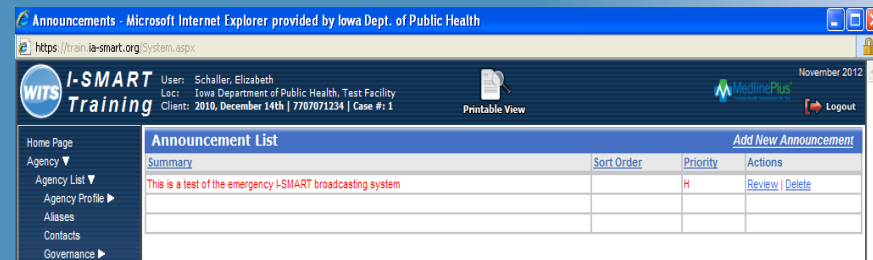 Announcements - Microsoft Internet Explorer provided by Iowa Dept. of Public Health
https://train.ia-smart.org/System.aspx
WITS
I-SMART
Training
User: Schaller, Elizabeth
Loc: Iowa Department of Public Health, Test Facility
Client: 2010, December 14th | 7707071234 | Case #: 1
Printable View
MedlinePlus
November 2012
Logout
Home Page
Agency ▼
Agency List ▼
Agency Profile ▶
Aliases
Contacts
Governance ▶
Announcement List Add New Announcement
Summary Sort Order Priority Actions
This is a test of the emergency I-SMART broadcasting system H Review | Delete